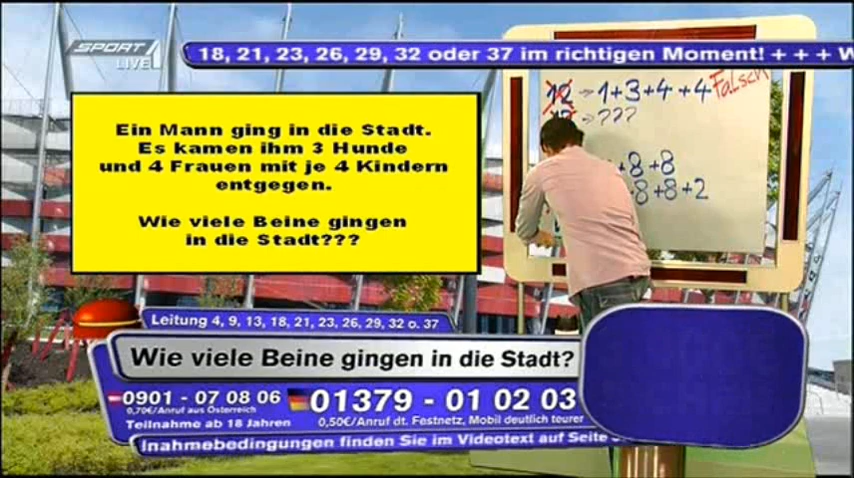 SPORT 1
LIVE
18, 21, 23, 26, 29, 32 oder 37 im richtigen Moment! + + + W
Ein Mann ging in die Stadt.
Es kamen ihm 3 Hunde
und 4 Frauen mit je 4 Kindern
entgegen.
Wie viele Beine gingen
in die Stadt???
12 → 1+3+4+4 Falsch
→ ???
+8+8
8+8+2
Leitung 4, 9, 13, 18, 21, 23, 26, 29, 32 o. 37
Wie viele Beine gingen in die Stadt?
0901 - 07 08 06 01379 - 01 02 03
0,70€/Anruf aus Österreich
Teilnahme ab 18 Jahren 0,50€/Anruf dt. Festnetz, Mobil deutlich teurer
lnahmebedingungen finden Sie im Videotext auf Seite